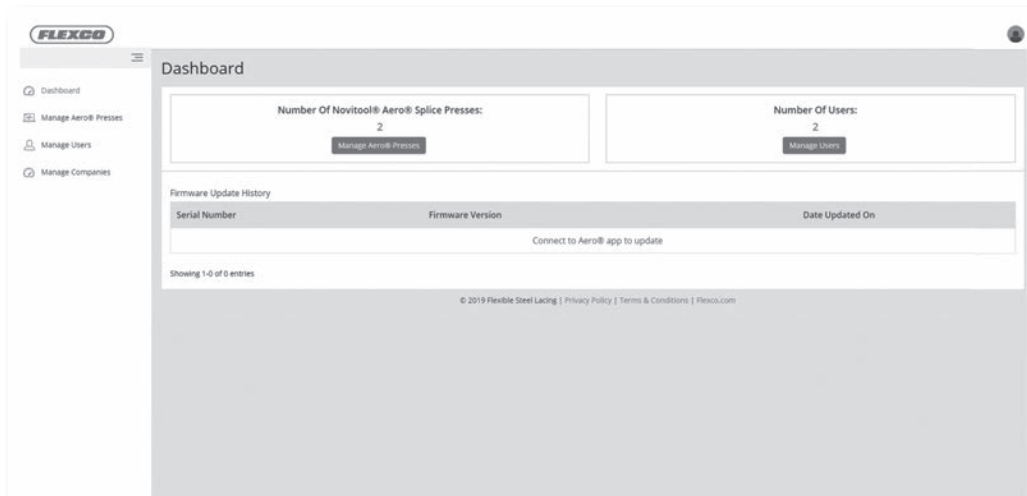 FLEXCO
Dashboard
Dashboard
Manage Aero® Presses
Manage Users
Manage Companies
Number Of Novitool® Aero® Splice Presses:
2
Manage Aero® Presses
Number Of Users:
2
Manage Users
Firmware Update History
Serial Number Firmware Version Date Updated On
Connect to Aero® app to update
Showing 1-0 of 0 entries
© 2019 Flexible Steel Lacing | Privacy Policy | Terms & Conditions | Flexco.com